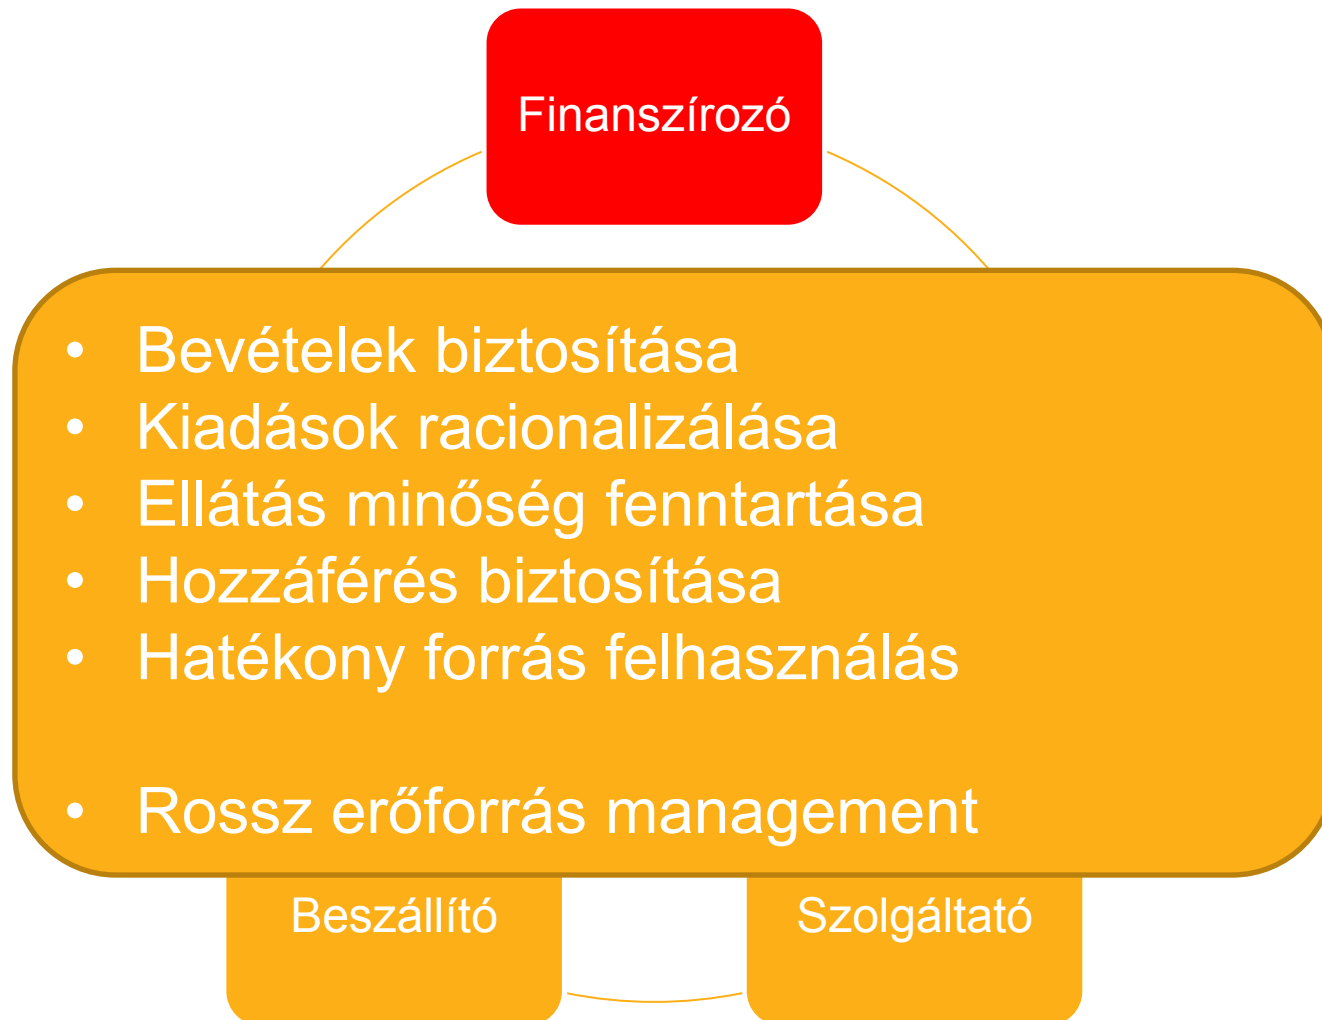 Finanszírozó
• Bevételek biztosítása
• Kiadások racionalizálása
• Ellátás minőség fenntartása
• Hozzáférés biztosítása
• Hatékony forrás felhasználás
• Rossz erőforrás management
Beszállító
Szolgáltató